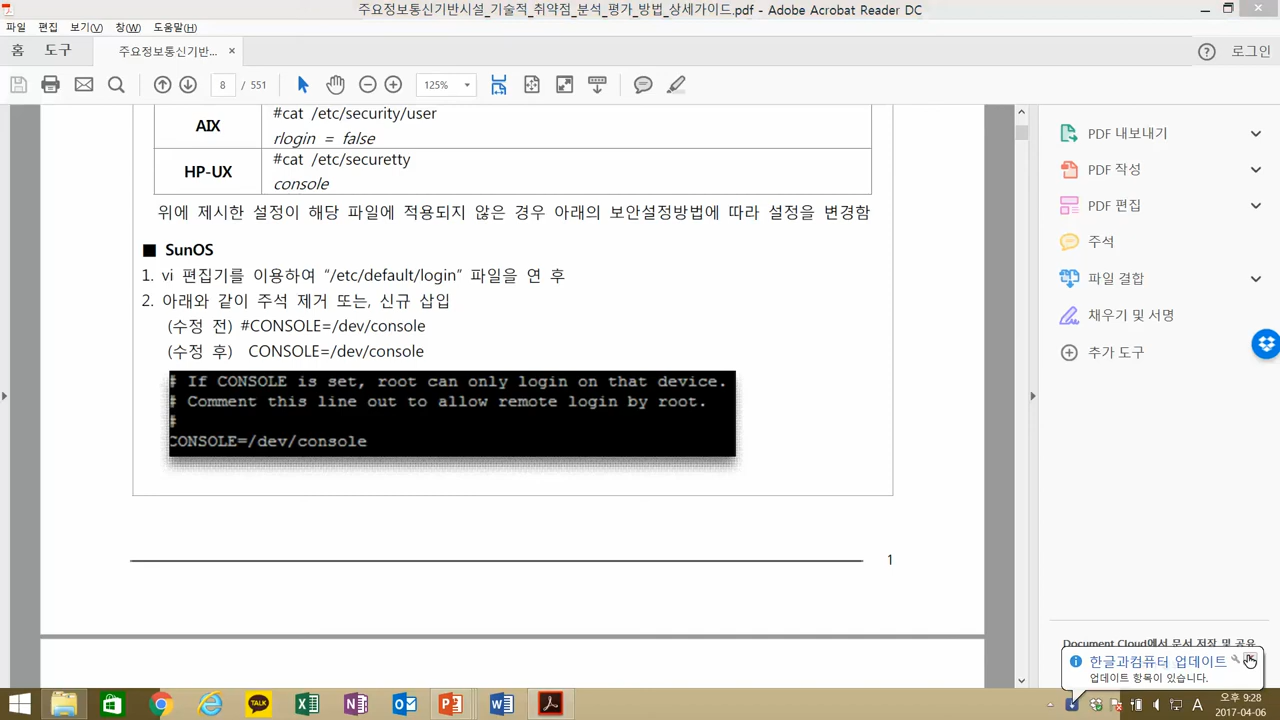 주요정보통신기반시설_기술적_취약점_분석_평가_방법_상세가이드.pdf - Adobe Acrobat Reader DC
파일 편집 보기(V) 창(W) 도움말(H)
홈 도구 주요정보통신기반... × 로그인
8 / 551 125%
AIX
#cat /etc/security/user
rlogin = false
HP-UX
#cat /etc/securetty
console
위에 제시한 설정이 해당 파일에 적용되지 않은 경우 아래의 보안설정방법에 따라 설정을 변경함
■ SunOS
1. vi 편집기를 이용하여 “/etc/default/login” 파일을 연 후
2. 아래와 같이 주석 제거 또는, 신규 삽입
(수정 전) #CONSOLE=/dev/console
(수정 후) CONSOLE=/dev/console
# If CONSOLE is set, root can only login on that device.
# Comment this line out to allow remote login by root.
#
CONSOLE=/dev/console
1
PDF 내보내기
PDF 작성
PDF 편집
주석
파일 결합
채우기 및 서명
추가 도구
Document Cloud에서 문서 저장 및 공유
한글과컴퓨터 업데이트
업데이트 항목이 있습니다.
TALK
A
오후 9:28
2017-04-06